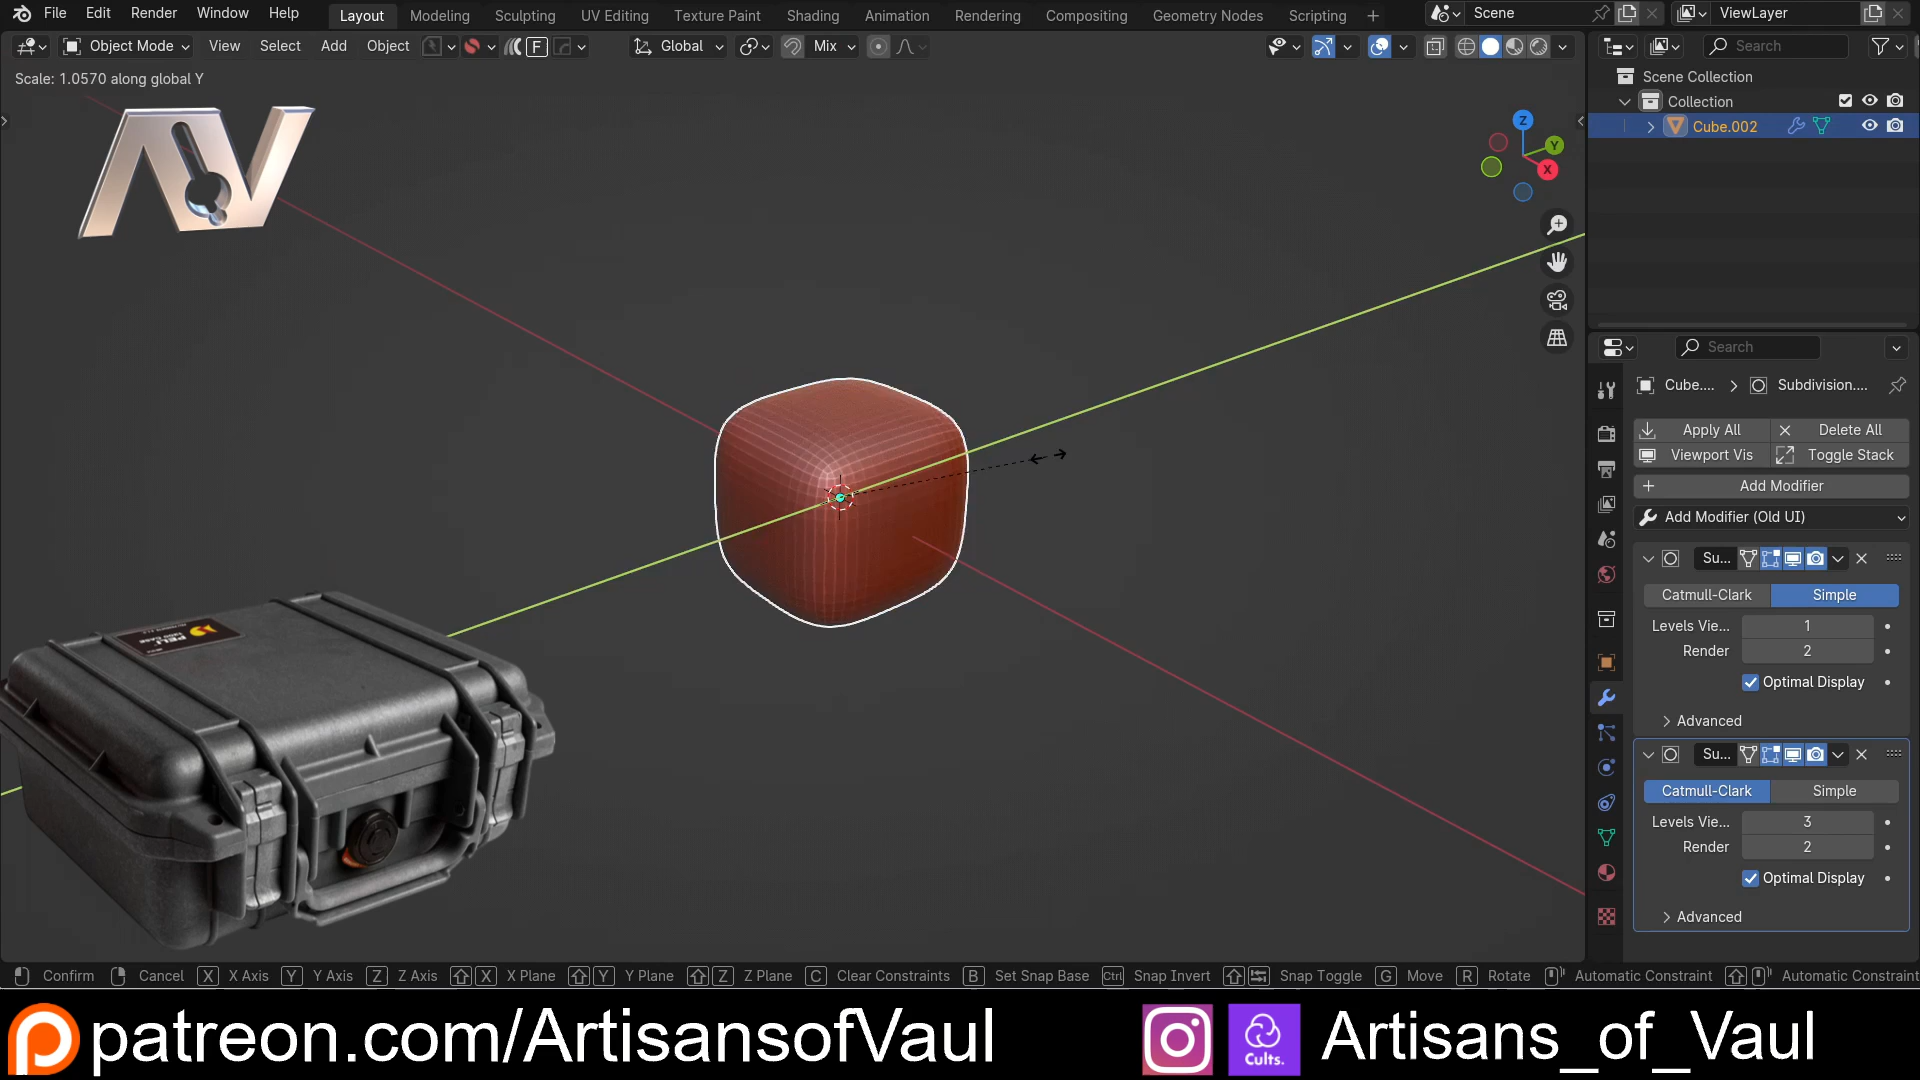 File Edit Render Window Help Layout Modeling Sculpting UV Editing Texture Paint Shading Animation Rendering Compositing Geometry Nodes Scripting + Scene ViewLayer
Object Mode View Select Add Object F Global Mix Search
Scale: 1.0570 along global Y
Scene Collection
Collection
Cube.002
Z
Y
X
AV
Search
Cube.... > Subdivision....
Apply All Delete All
Viewport Vis Toggle Stack
Add Modifier
Add Modifier (Old UI)
Su...
Catmull-Clark Simple
Levels Vie... 1
Render 2
Optimal Display
Advanced
Su...
Catmull-Clark Simple
Levels Vie... 3
Render 2
Optimal Display
Advanced
PELI
Confirm Cancel X X Axis Y Y Axis Z Z Axis X X Plane Y Y Plane Z Z Plane C Clear Constraints B Set Snap Base Ctrl Snap Invert Snap Toggle G Move R Rotate Automatic Constraint Automatic Constraint
patreon.com/ArtisansofVaul Cults. Artisans_of_Vaul